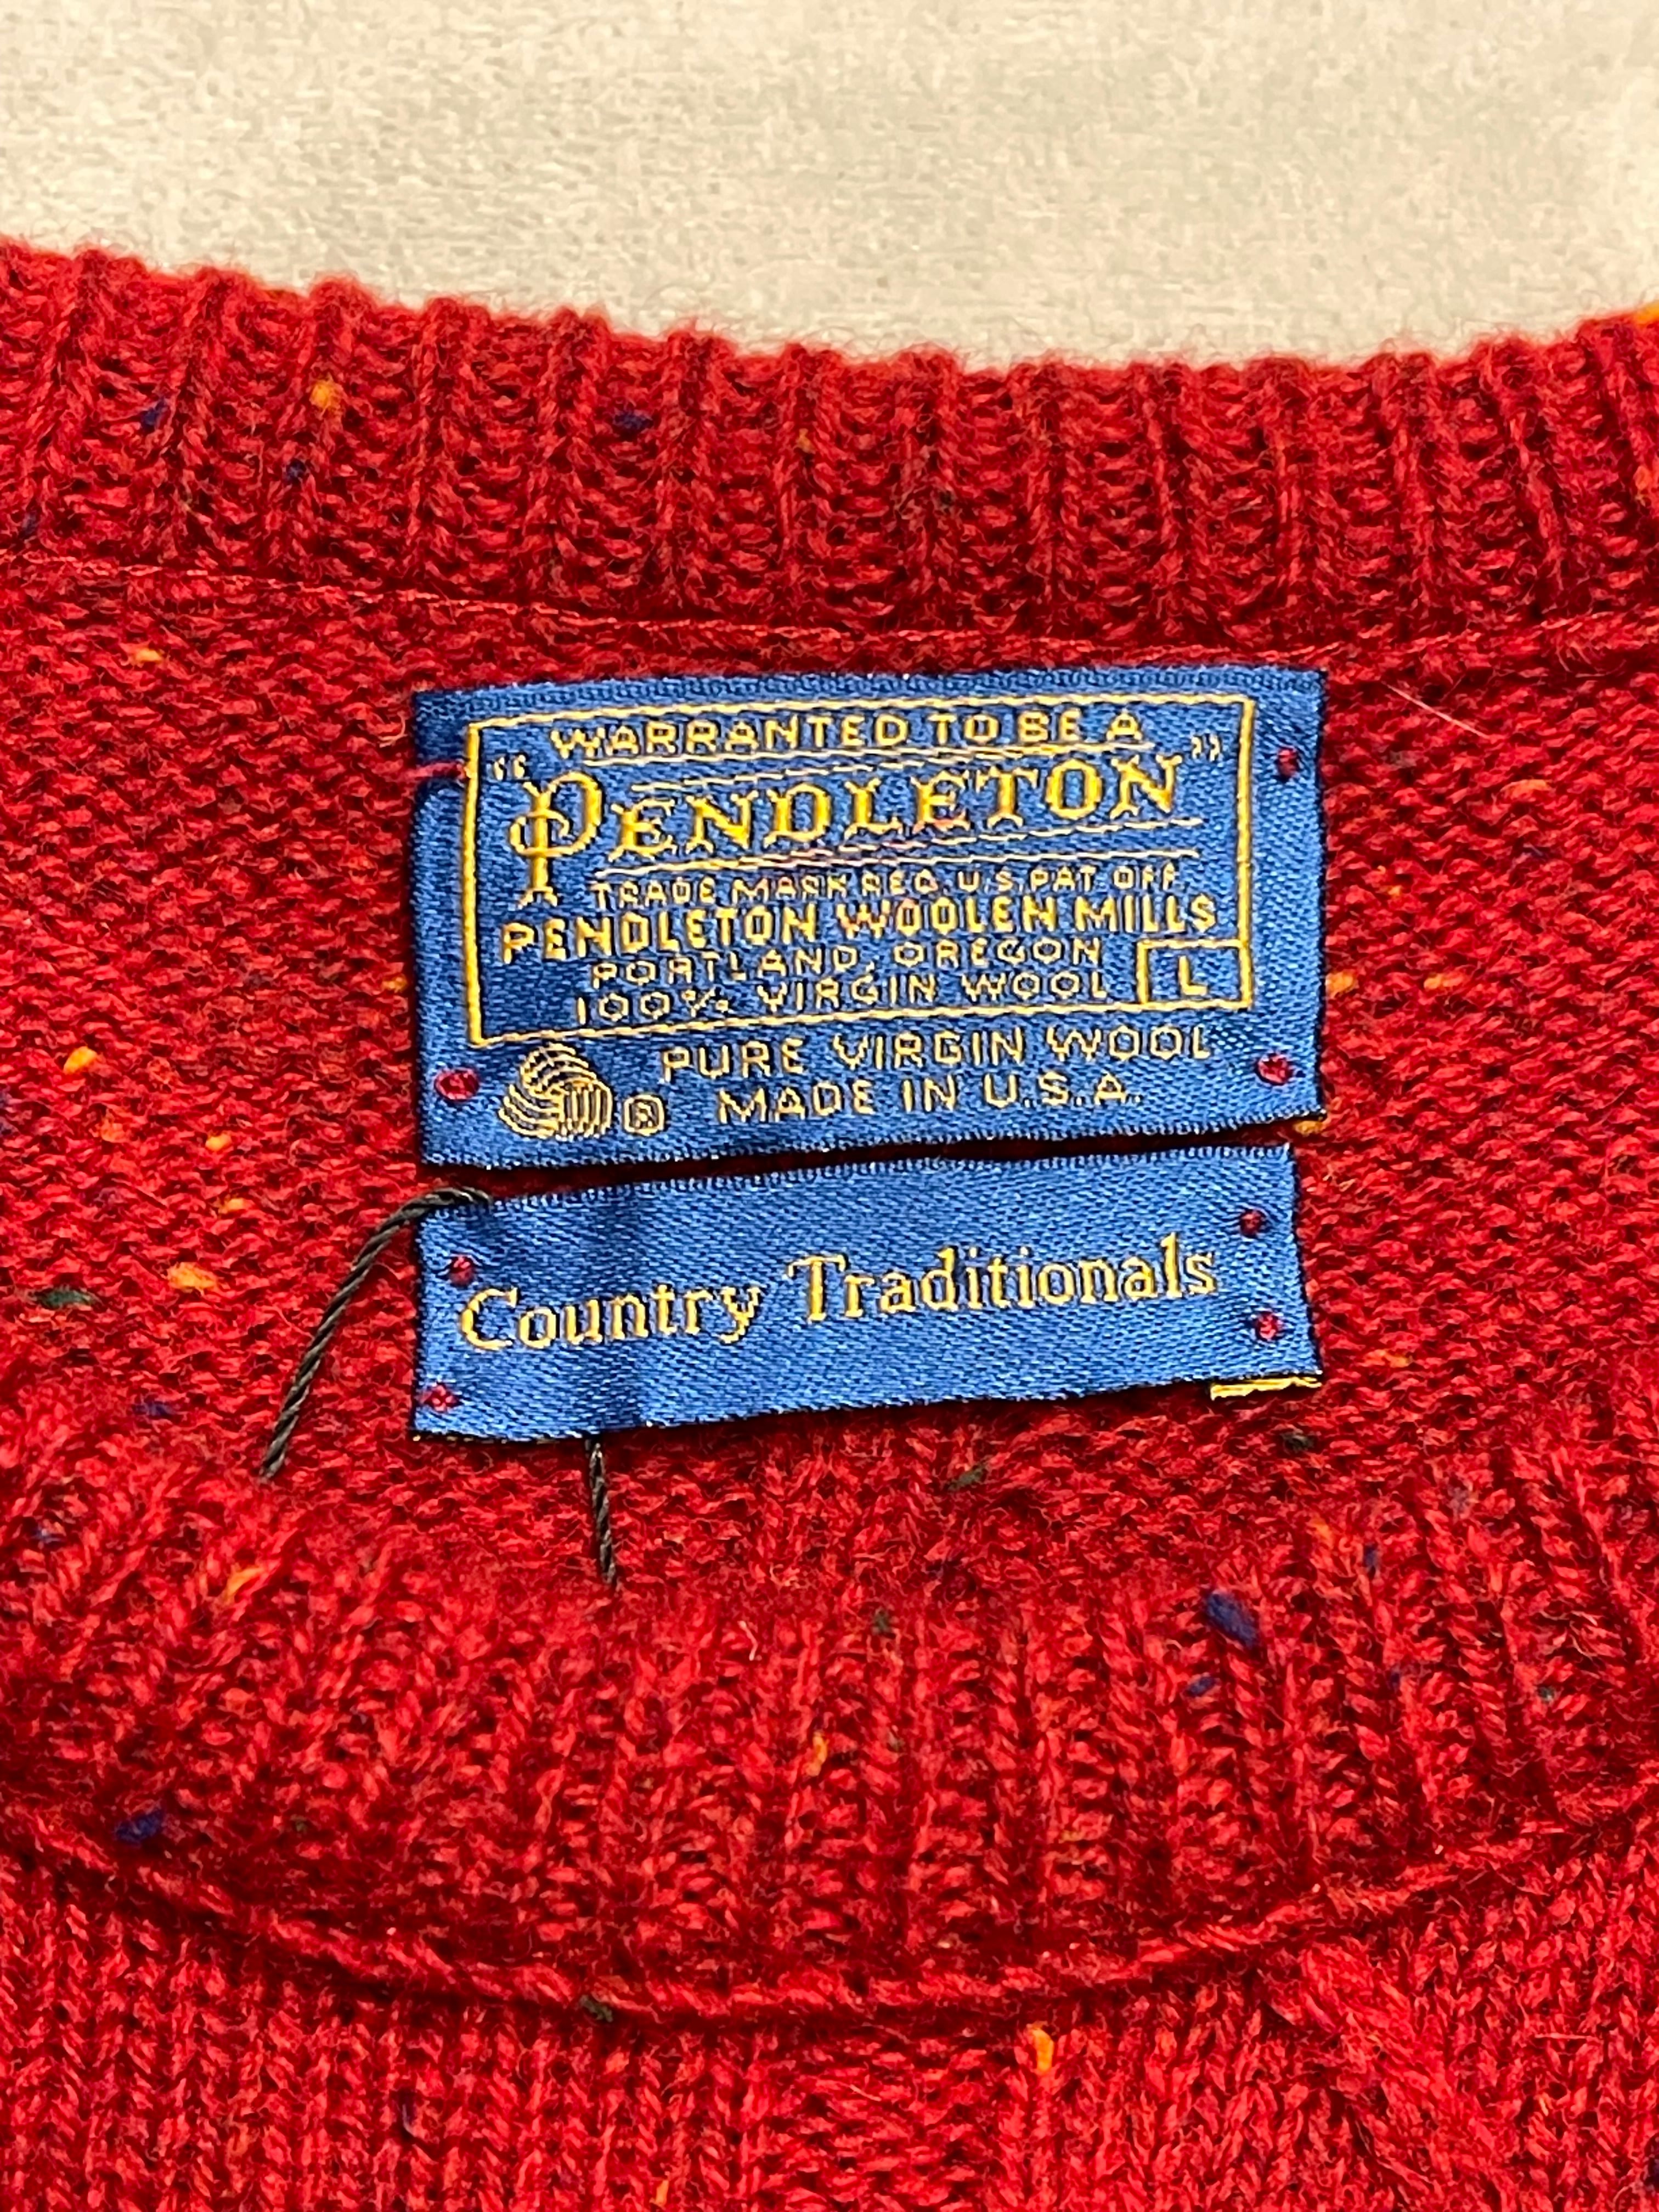 WARRANTED TO BE A
"PENDLETON"
TRADE MARK REG. U.S. PAT. OFF.
PENDLETON WOOLEN MILLS
PORTLAND, OREGON
100% VIRGIN WOOL L
PURE VIRGIN WOOL
® MADE IN U.S.A.
Country Traditionals